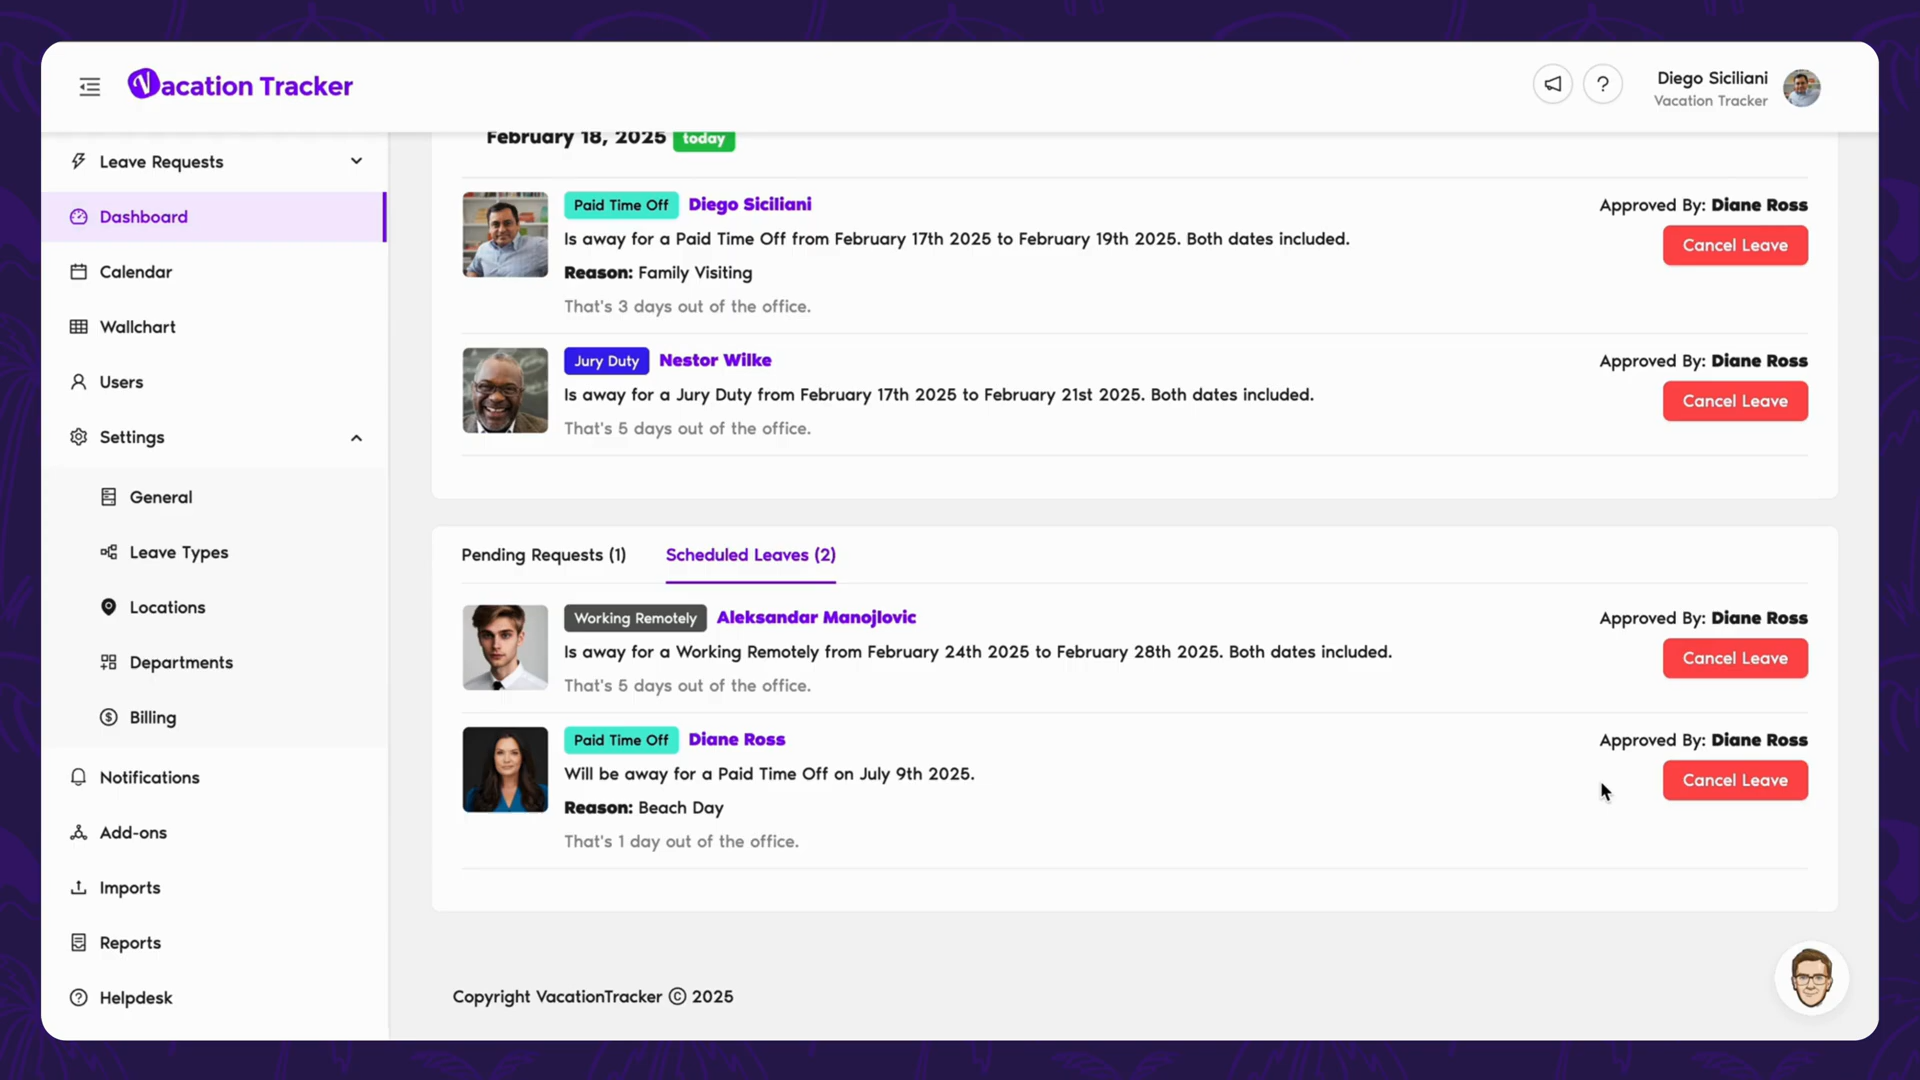 Vacation Tracker
Diego Siciliani
Vacation Tracker
Leave Requests
Dashboard
Calendar
Wallchart
Users
Settings
General
Leave Types
Locations
Departments
Billing
Notifications
Add-ons
Imports
Reports
Helpdesk
February 18, 2025 today
Paid Time Off Diego Siciliani
Is away for a Paid Time Off from February 17th 2025 to February 19th 2025. Both dates included.
Reason: Family Visiting
That's 3 days out of the office.
Approved By: Diane Ross
Cancel Leave
Jury Duty Nestor Wilke
Is away for a Jury Duty from February 17th 2025 to February 21st 2025. Both dates included.
That's 5 days out of the office.
Approved By: Diane Ross
Cancel Leave
Pending Requests (1) Scheduled Leaves (2)
Working Remotely Aleksandar Manojlovic
Is away for a Working Remotely from February 24th 2025 to February 28th 2025. Both dates included.
That's 5 days out of the office.
Approved By: Diane Ross
Cancel Leave
Paid Time Off Diane Ross
Will be away for a Paid Time Off on July 9th 2025.
Reason: Beach Day
That's 1 day out of the office.
Approved By: Diane Ross
Cancel Leave
Copyright VacationTracker © 2025